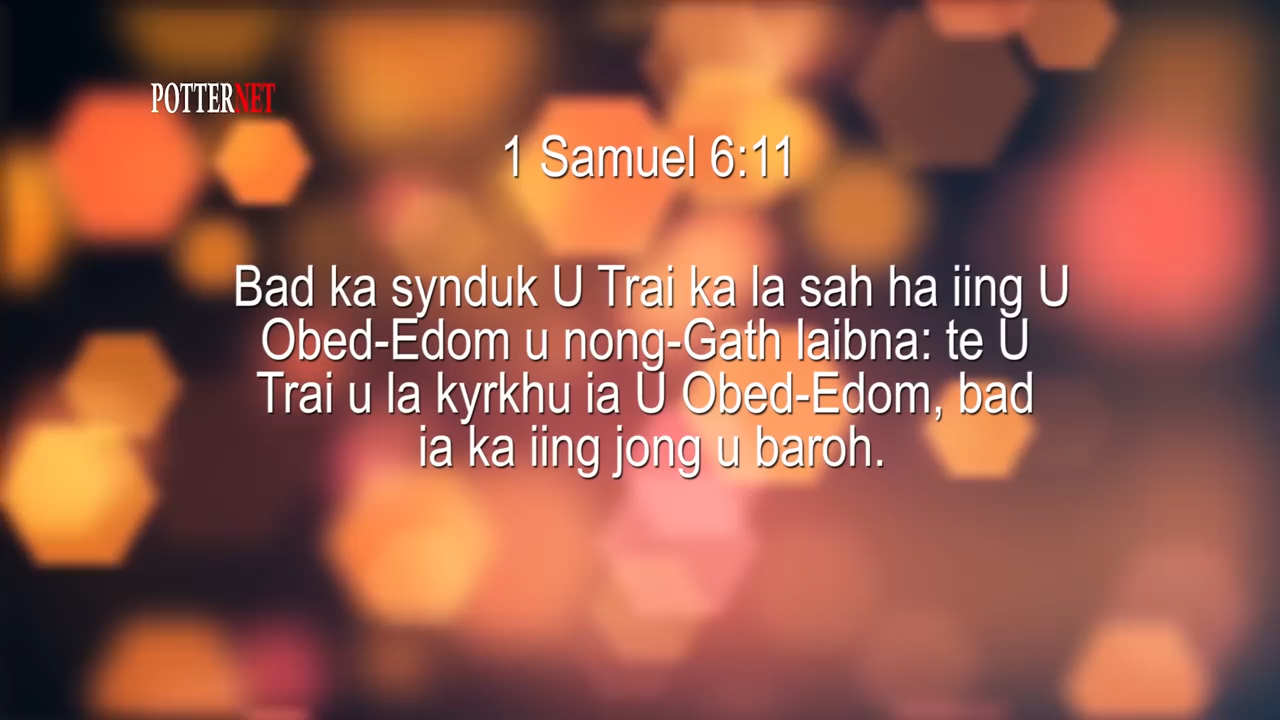 POTTERNET
1 Samuel 6:11
Bad ka synduk U Trai ka la sah ha iing U
Obed-Edom u nong-Gath laibna: te U
Trai u la kyrkhu ia U Obed-Edom, bad
ia ka iing jong u baroh.